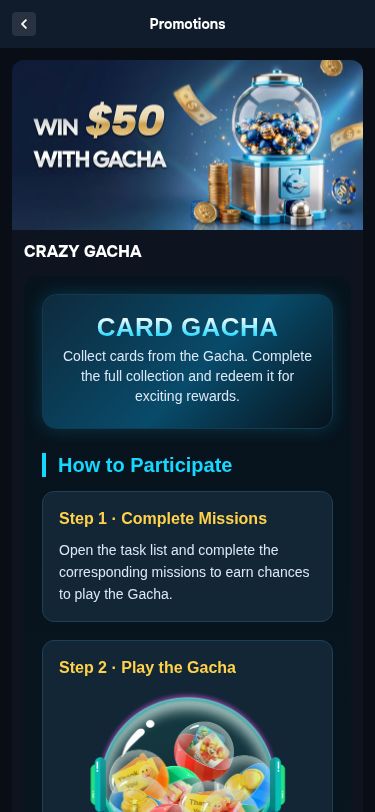 Promotions
WIN $50
WITH GACHA
CRAZY GACHA
CARD GACHA
Collect cards from the Gacha. Complete
the full collection and redeem it for
exciting rewards.
How to Participate
Step 1 · Complete Missions
Open the task list and complete the
corresponding missions to earn chances
to play the Gacha.
Step 2 · Play the Gacha